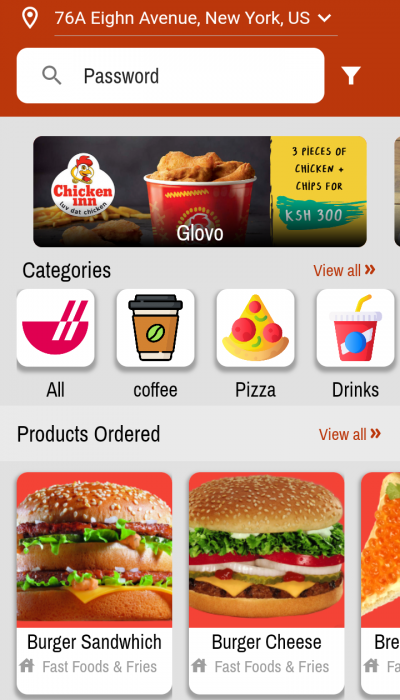 76A Eighn Avenue, New York, US
Password
3 PIECES OF
CHICKEN +
CHIPS FOR
KSH 300
Chicken
inn
luv dat chicken
Glovo
Categories
View all »
All
coffee
Pizza
Drinks
Products Ordered
View all »
Burger Sandwhich
Burger Cheese
Bre
Fast Foods & Fries
Fast Foods & Fries
Fa